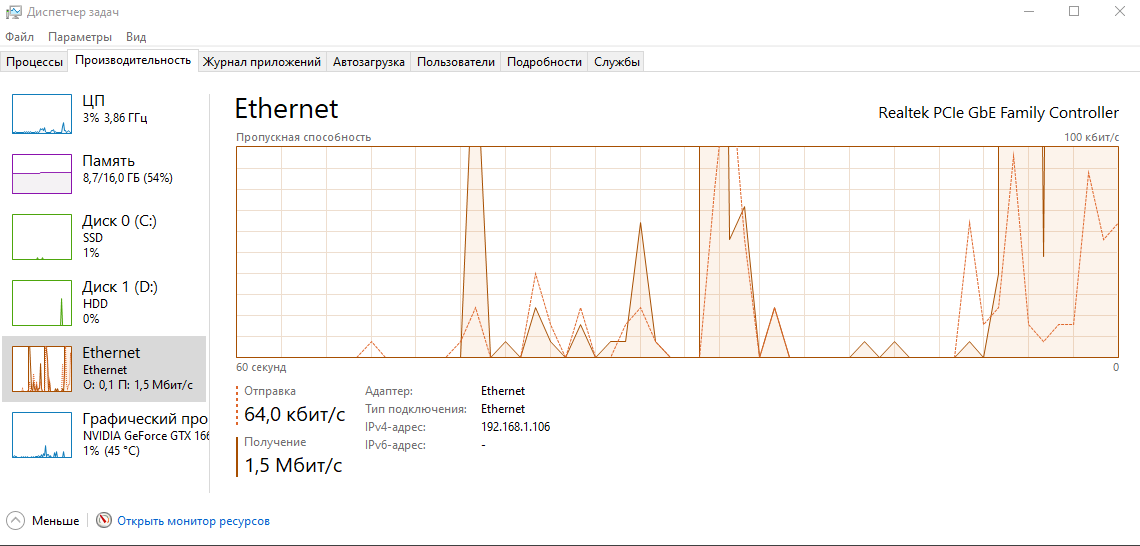 Диспетчер задач
Файл Параметры Вид
Процессы Производительность Журнал приложений Автозагрузка Пользователи Подробности Службы
ЦП
3% 3,86 ГГц
Память
8,7/16,0 ГБ (54%)
Диск 0 (C:)
SSD
1%
Диск 1 (D:)
HDD
0%
Ethernet
Ethernet
О: 0,1 П: 1,5 Мбит/с
Графический про
NVIDIA GeForce GTX 166
1% (45 °C)
Ethernet
Realtek PCIe GbE Family Controller
Пропускная способность
100 кбит/с
60 секунд
0
Отправка
64,0 кбит/с
Получение
1,5 Мбит/с
Адаптер: Ethernet
Тип подключения: Ethernet
IPv4-адрес: 192.168.1.106
IPv6-адрес: -
Меньше
Открыть монитор ресурсов